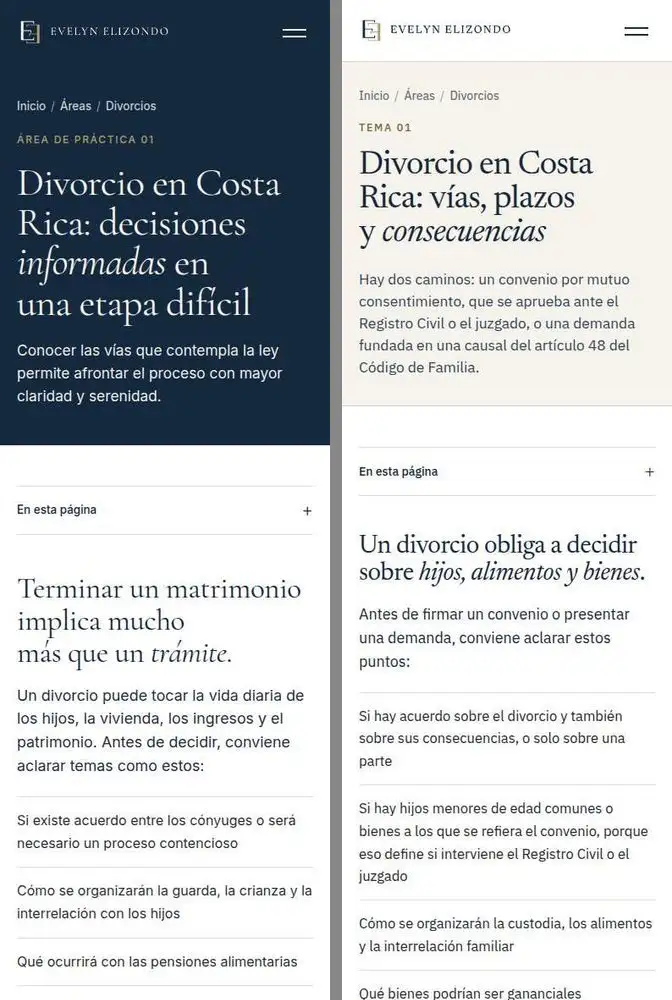 EVELYN ELIZONDO
Inicio / Áreas / Divorcios
ÁREA DE PRÁCTICA 01
Divorcio en Costa
Rica: decisiones
informadas en
una etapa difícil
Conocer las vías que contempla la ley
permite afrontar el proceso con mayor
claridad y serenidad.
En esta página +
Terminar un matrimonio
implica mucho
más que un trámite.
Un divorcio puede tocar la vida diaria de
los hijos, la vivienda, los ingresos y el
patrimonio. Antes de decidir, conviene
aclarar temas como estos:
Si existe acuerdo entre los cónyuges o será
necesario un proceso contencioso
Cómo se organizarán la guarda, la crianza y la
interrelación con los hijos
Qué ocurrirá con las pensiones alimentarias
EVELYN ELIZONDO
Inicio / Áreas / Divorcios
TEMA 01
Divorcio en Costa
Rica: vías, plazos
y consecuencias
Hay dos caminos: un convenio por mutuo
consentimiento, que se aprueba ante el
Registro Civil o el juzgado, o una demanda
fundada en una causal del artículo 48 del
Código de Familia.
En esta página +
Un divorcio obliga a decidir
sobre hijos, alimentos y bienes.
Antes de firmar un convenio o presentar
una demanda, conviene aclarar estos
puntos:
Si hay acuerdo sobre el divorcio y también
sobre sus consecuencias, o solo sobre una
parte
Si hay hijos menores de edad comunes o
bienes a los que se refiera el convenio, porque
eso define si interviene el Registro Civil o el
juzgado
Cómo se organizarán la custodia, los alimentos
y la interrelación familiar
Qué bienes podrían ser gananciales